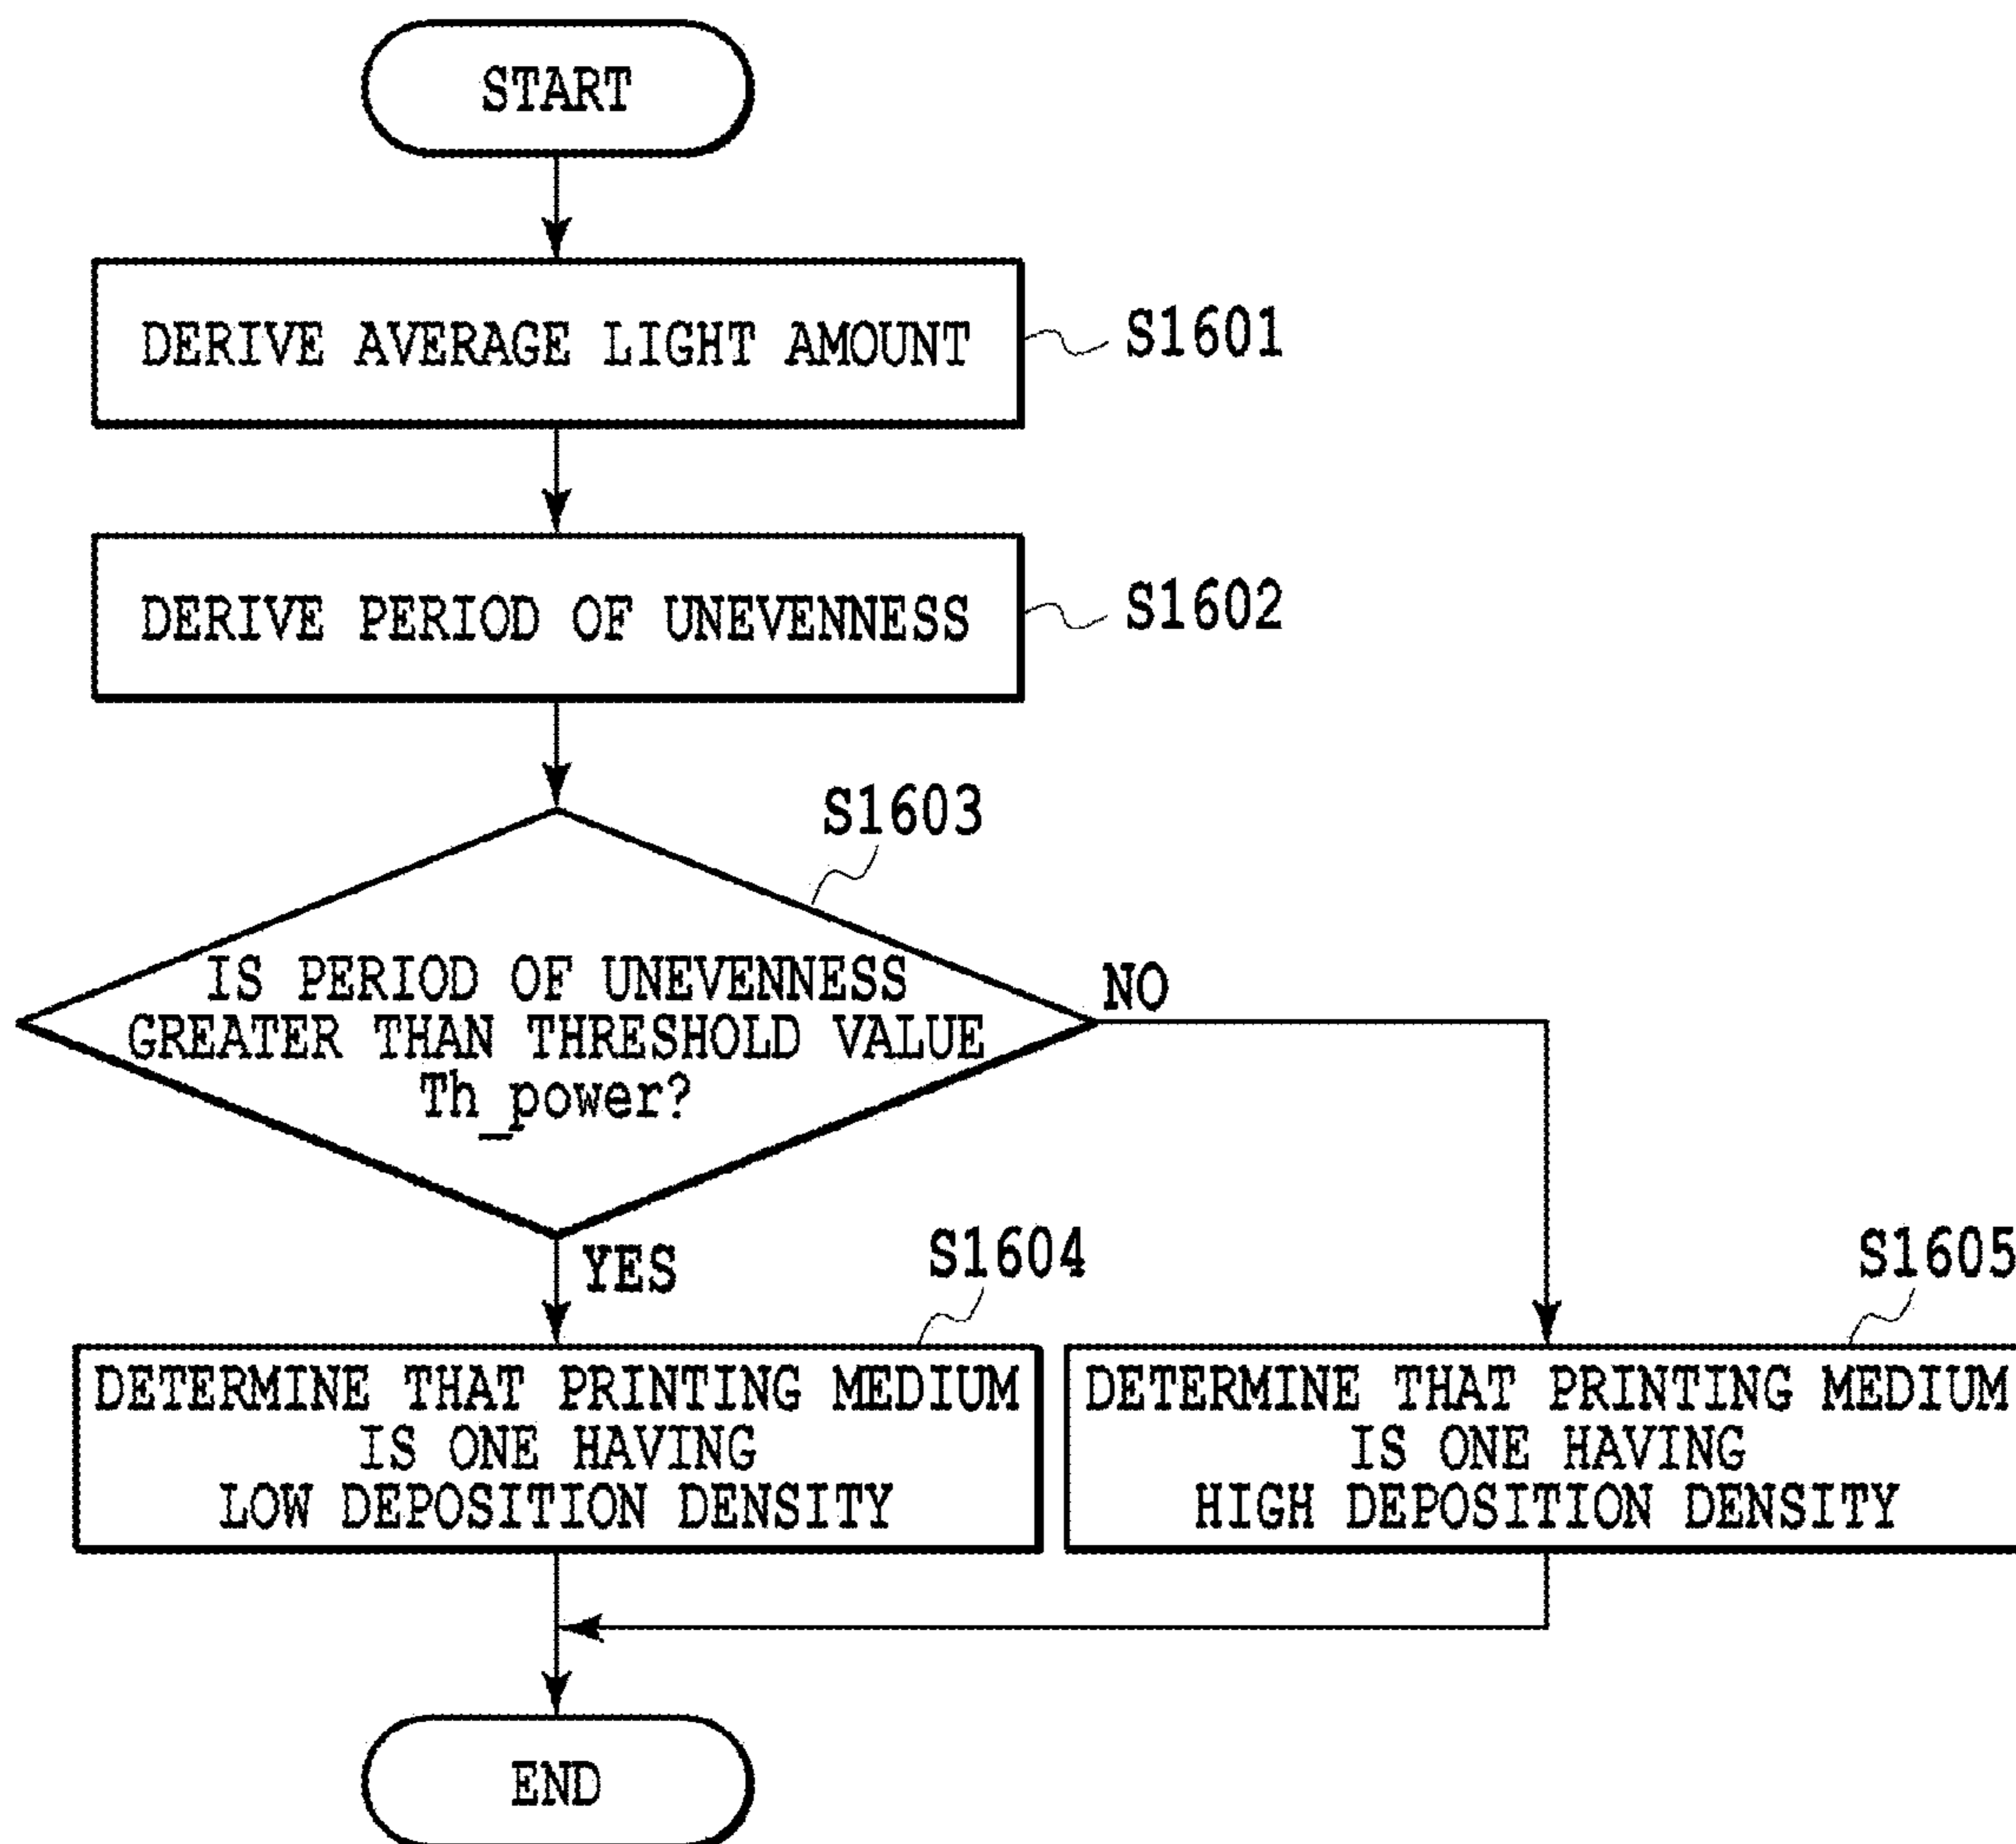 START
DERIVE AVERAGE LIGHT AMOUNT
S1601
DERIVE PERIOD OF UNEVENNESS
S1602
S1603
IS PERIOD OF UNEVENNESS
GREATER THAN THRESHOLD VALUE
Th_power?
NO
YES
S1604
DETERMINE THAT PRINTING MEDIUM
IS ONE HAVING
LOW DEPOSITION DENSITY
S1605
DETERMINE THAT PRINTING MEDIUM
IS ONE HAVING
HIGH DEPOSITION DENSITY
END